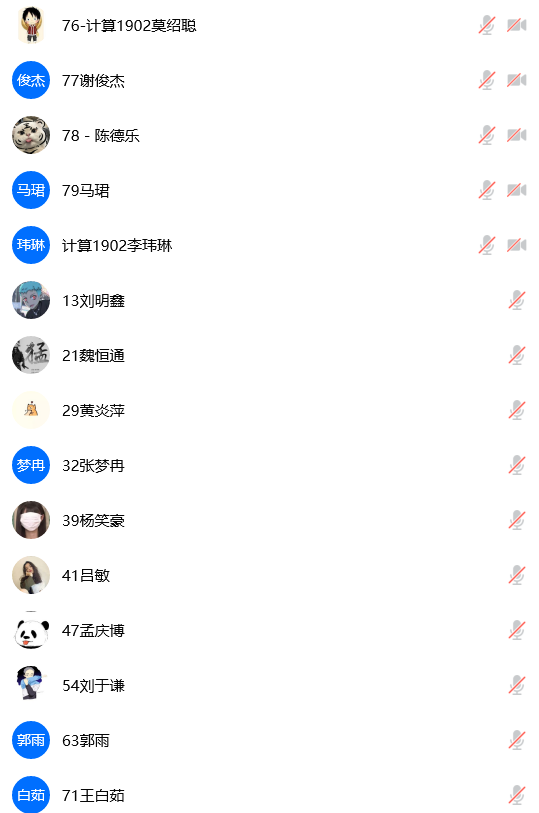 76-计算1902莫绍聪
俊杰 77谢俊杰
78 - 陈德乐
马珺 79马珺
玮琳 计算1902李玮琳
13刘明鑫
猛 21魏恒通
29黄炎萍
梦冉 32张梦冉
39杨笑豪
41吕敏
47孟庆博
54刘于谦
郭雨 63郭雨
白茹 71王白茹